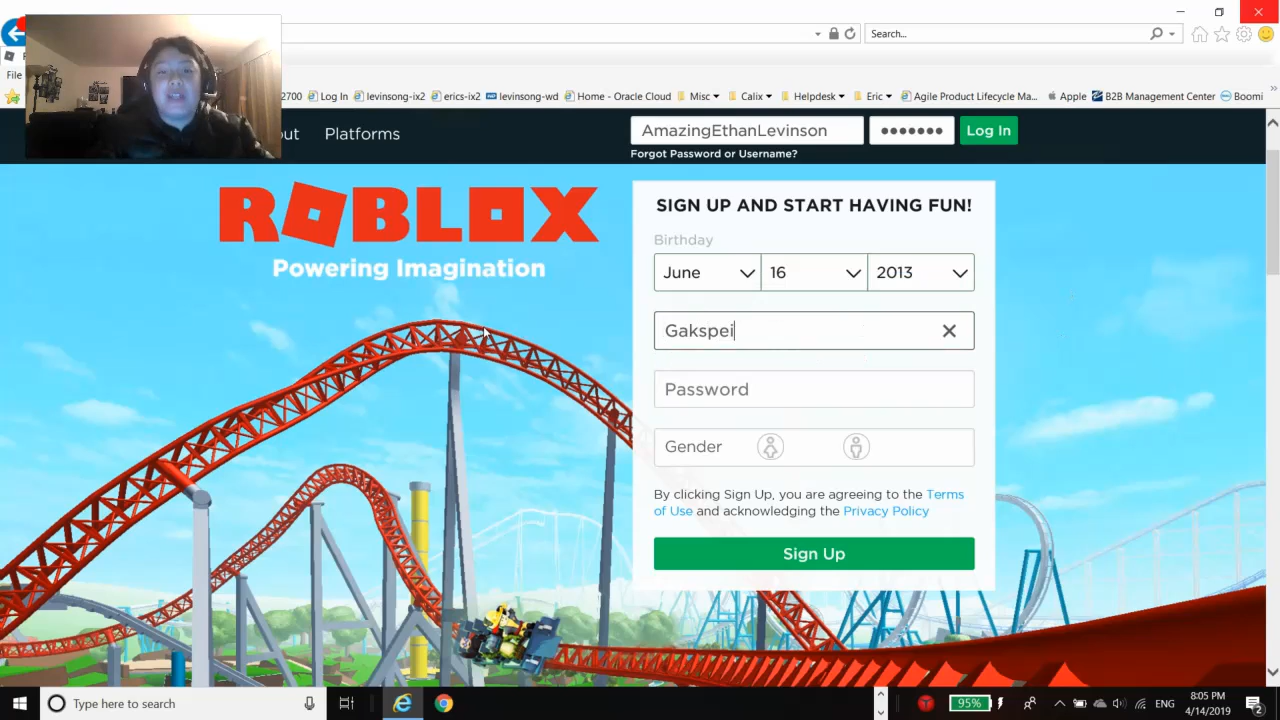 Search...
File
2700 Log In levinsong-ix2 erics-ix2 levinsong-wd Home - Oracle Cloud Misc Calix Helpdesk Eric Agile Product Lifecycle Ma... Apple B2B Management Center Boomi
out Platforms AmazingEthanLevinson ●●●●●●● Log In
Forgot Password or Username?
ROBLOX
Powering Imagination
SIGN UP AND START HAVING FUN!
Birthday
June 16 2013
Gakspei
Password
Gender
By clicking Sign Up, you are agreeing to the Terms
of Use and acknowledging the Privacy Policy
Sign Up
Type here to search
95%
ENG
8:05 PM
4/14/2019
2